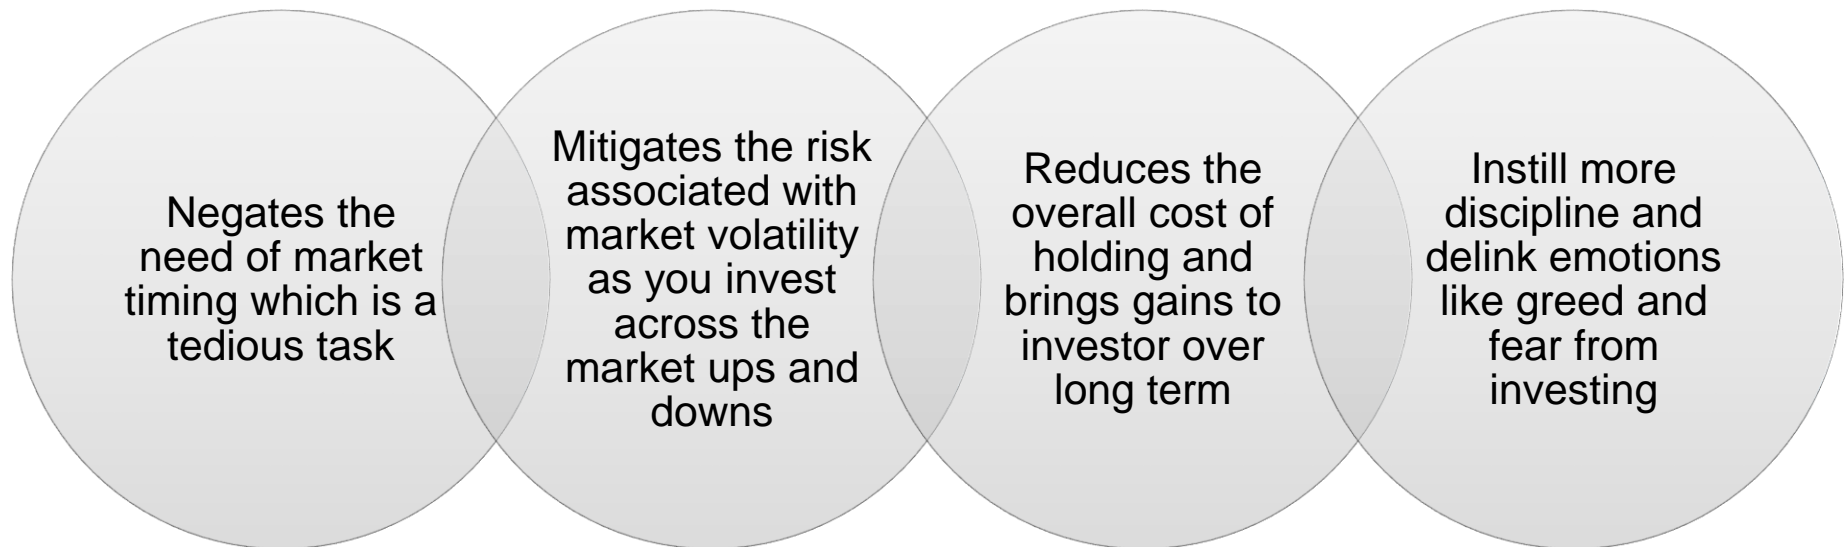 Negates the
need of market
timing which is a
tedious task
Mitigates the risk
associated with
market volatility
as you invest
across the
market ups and
downs
Reduces the
overall cost of
holding and
brings gains to
investor over
long term
Instill more
discipline and
delink emotions
like greed and
fear from
investing